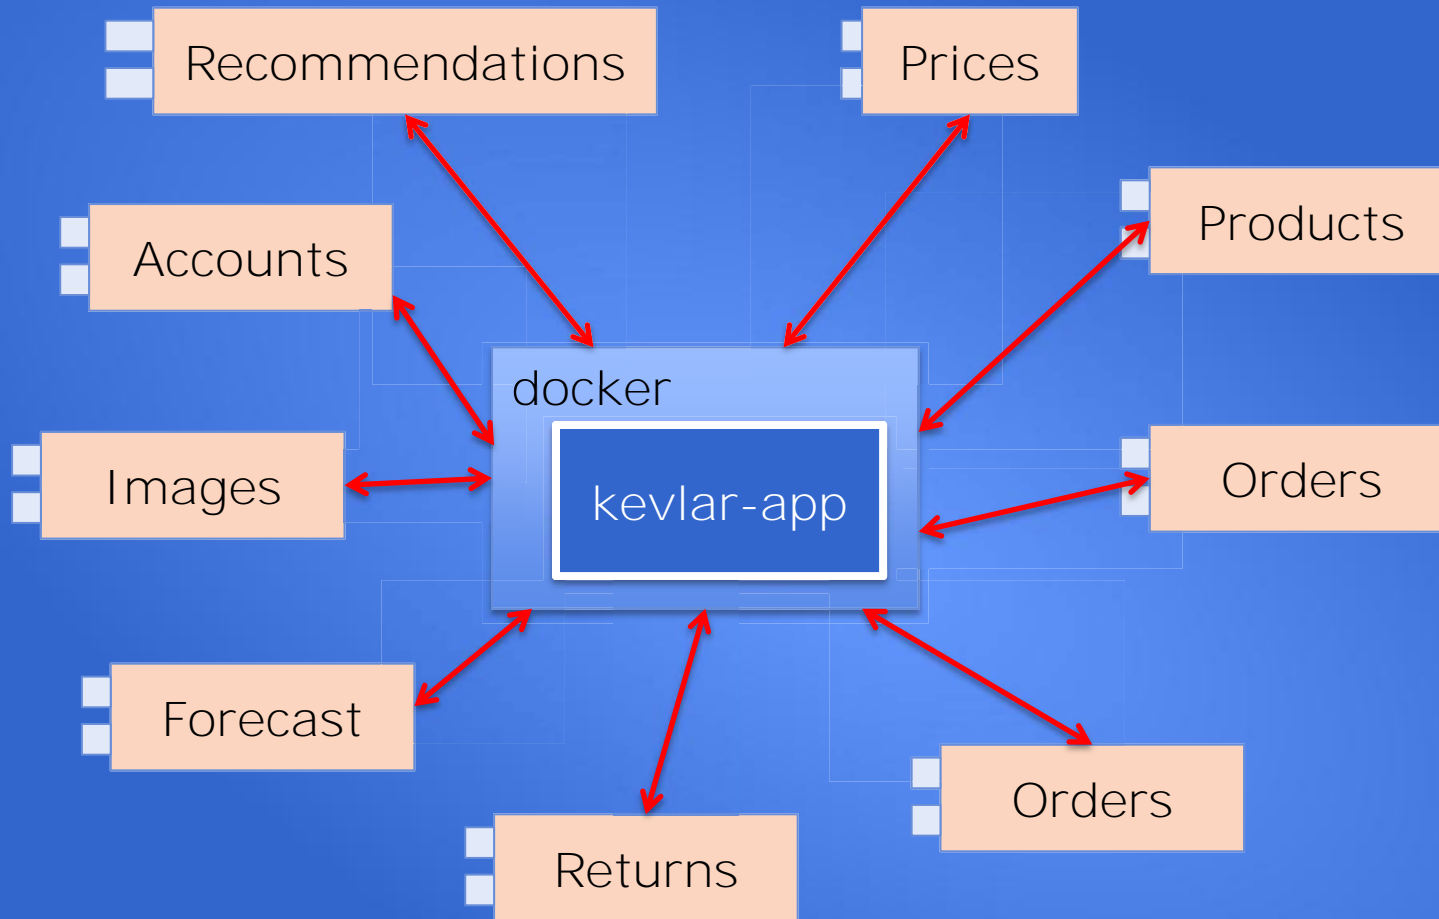 Recommendations
Prices
Products
Accounts
docker
kevlar-app
Images
Orders
Forecast
Orders
Returns